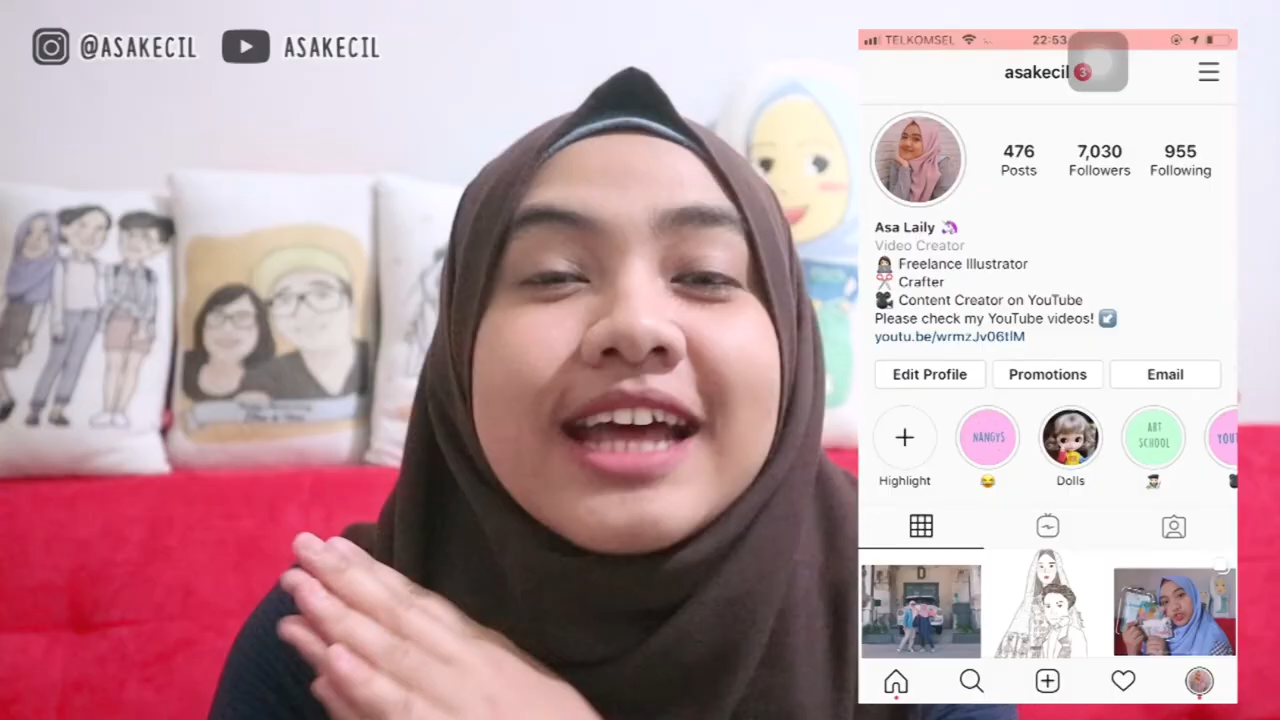 @ASAKECIL ASAKECIL
TELKOMSEL 22:53
asakecil 3
476 7,030 955
Posts Followers Following
Asa Laily
Video Creator
Freelance Illustrator
Crafter
Content Creator on YouTube
Please check my YouTube videos!
youtu.be/wrmzJv06tlM
Edit Profile Promotions Email
NANGYS
ART
SCHOOL
YOUT
Highlight Dolls
D